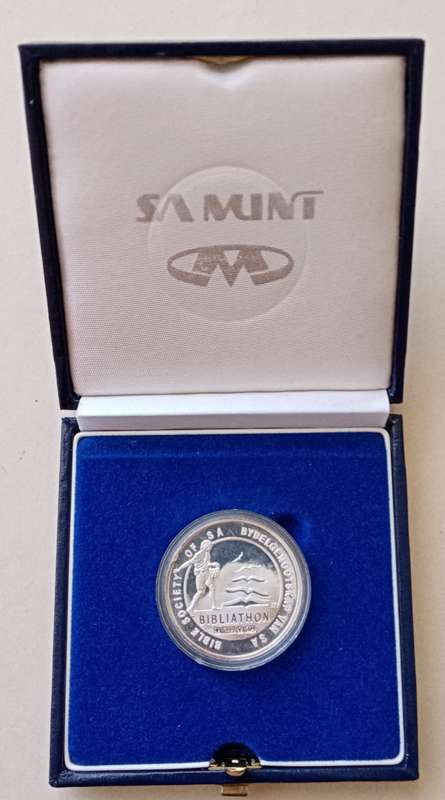 SA MINT
BIBLE SOCIETY OF SA BYBELGENOOTSKAP VAN SA
BIBLIATHON